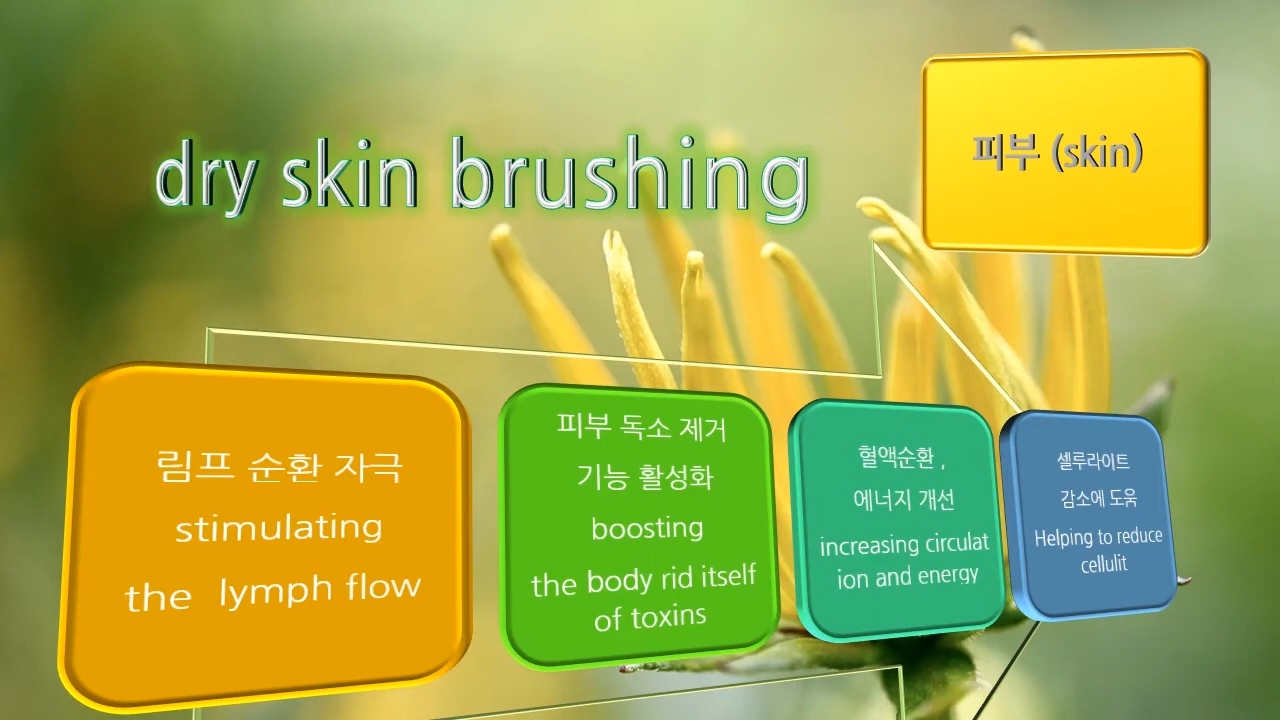 dry skin brushing
피부 (skin)
림프 순환 자극
stimulating
the lymph flow
피부 독소 제거
기능 활성화
boosting
the body rid itself
of toxins
혈액순환 ,
에너지 개선
increasing circulat
ion and energy
셀루라이트
감소에 도움
Helping to reduce
cellulit